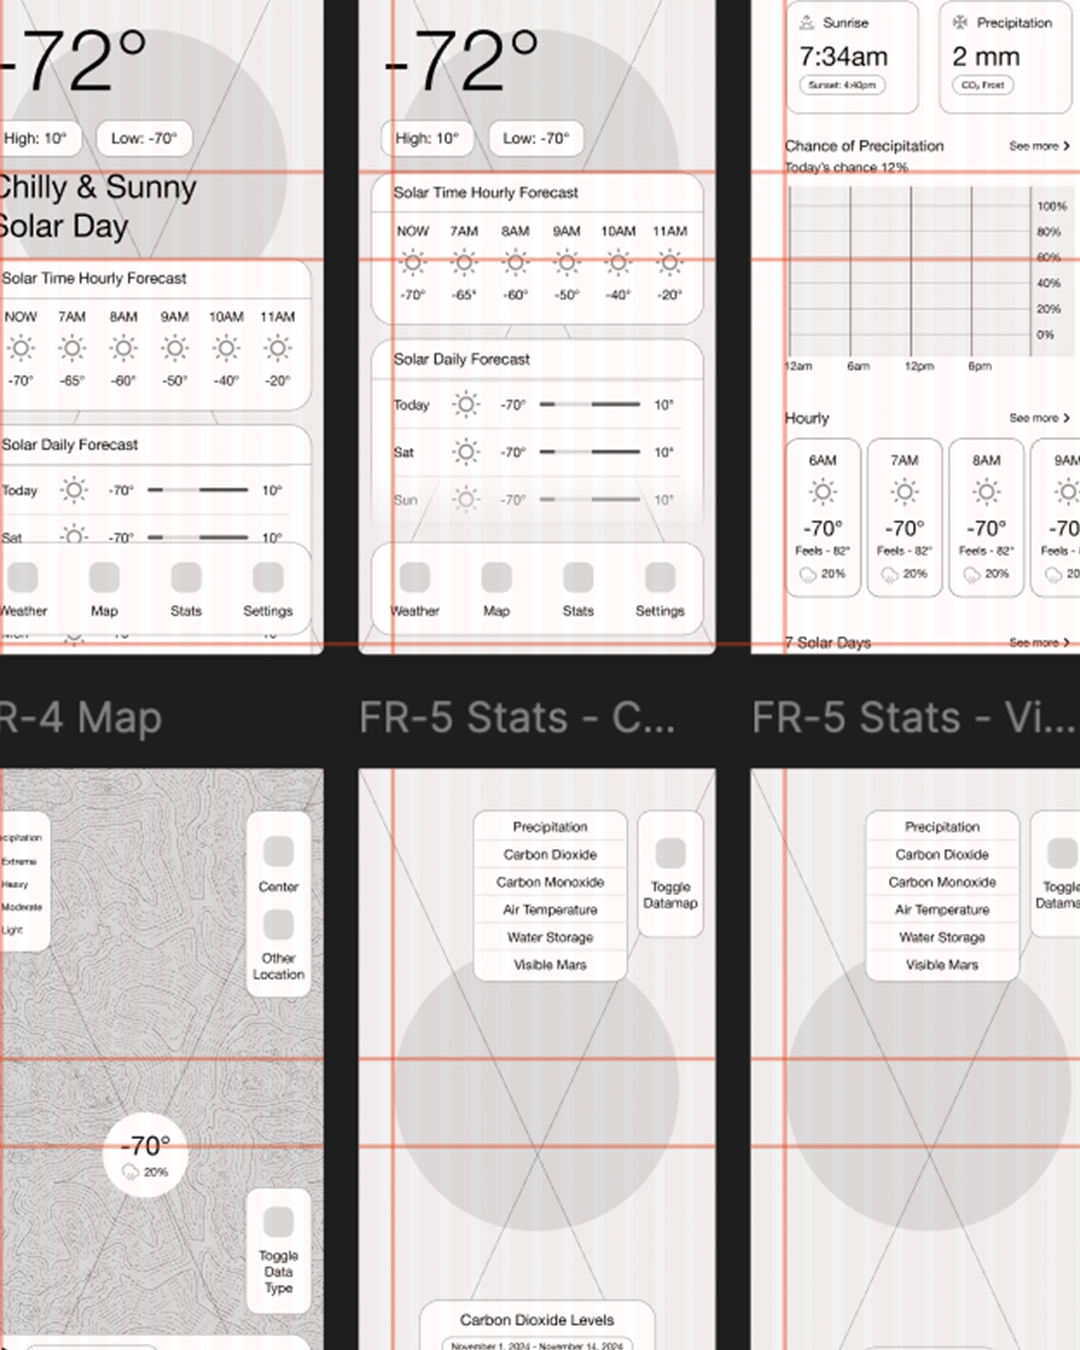 -72°
High: 10°
Low: -70°
Chilly & Sunny
Solar Day
Solar Time Hourly Forecast
NOW 7AM 8AM 9AM 10AM 11AM
-70° -65° -60° -50° -40° -20°
Solar Daily Forecast
Today -70° 10°
Sat -70° 10°
Weather Map Stats Settings
-72°
High: 10°
Low: -70°
Solar Time Hourly Forecast
NOW 7AM 8AM 9AM 10AM 11AM
-70° -65° -60° -50° -40° -20°
Solar Daily Forecast
Today -70° 10°
Sat -70° 10°
Sun -70° 10°
Weather Map Stats Settings
Sunrise
7:34am
Sunset: 4:40pm
Precipitation
2 mm
CO₂ Frost
Chance of Precipitation
See more
Today's chance 12%
100%
80%
60%
40%
20%
0%
12am 6am 12pm 6pm
Hourly
See more
6AM 7AM 8AM 9AM
-70° -70° -70° -70
Feels - 82° Feels - 82° Feels - 82° Feels -
20% 20% 20% 20
7 Solar Days
See more
R-4 Map
cipitation
Extreme
Heavy
Moderate
Light
Center
Other
Location
-70°
20%
Toggle
Data
Type
FR-5 Stats - C...
Precipitation
Carbon Dioxide
Carbon Monoxide
Air Temperature
Water Storage
Visible Mars
Toggle
Datamap
Carbon Dioxide Levels
November 1, 2024 - November 14, 2024
FR-5 Stats - Vi...
Precipitation
Carbon Dioxide
Carbon Monoxide
Air Temperature
Water Storage
Visible Mars
Toggle
Datama